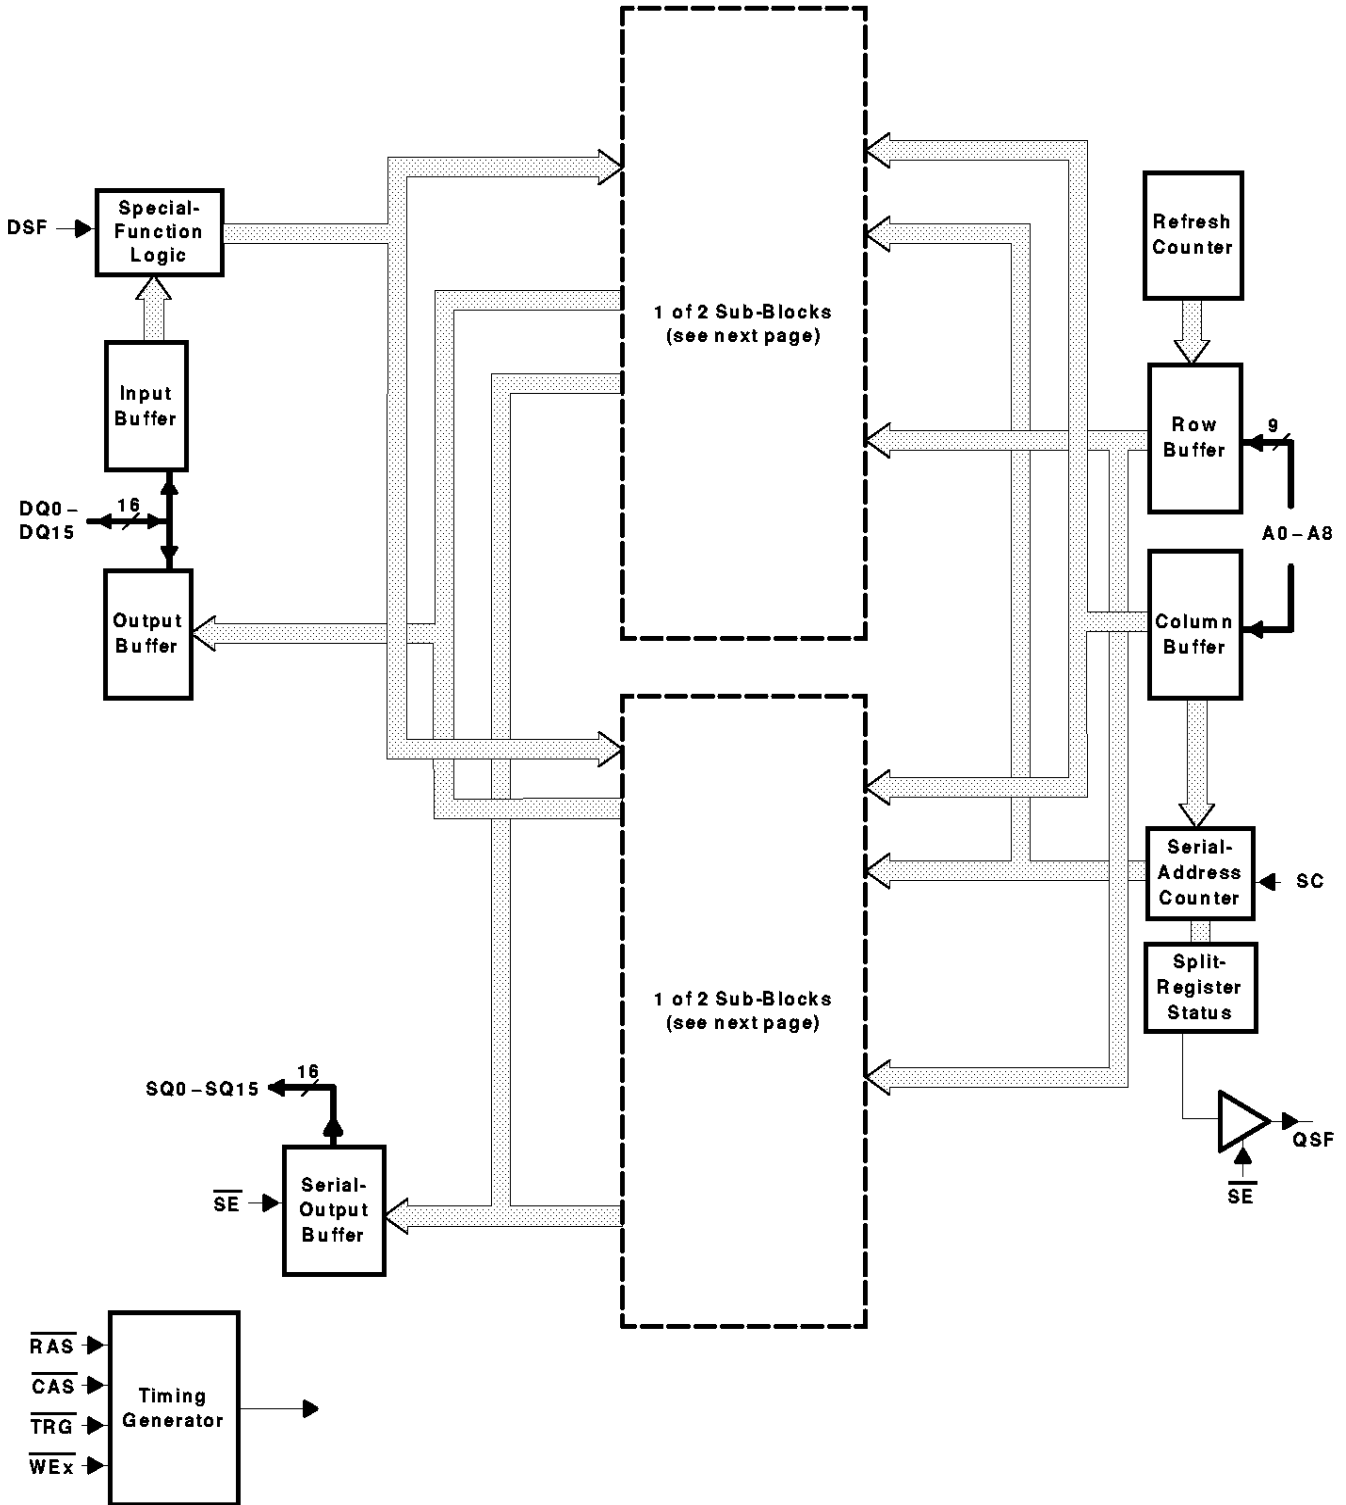 DSF
Special-
Function
Logic
Refresh
Counter
1 of 2 Sub-Blocks
(see next page)
Input
Buffer
Row
Buffer
9
DQ0–
DQ15
16
A0–A8
Output
Buffer
Column
Buffer
Serial-
Address
Counter
SC
Split-
Register
Status
1 of 2 Sub-Blocks
(see next page)
SQ0–SQ15
16
QSF
SE
SE
Serial-
Output
Buffer
RAS
CAS
TRG
WEx
Timing
Generator